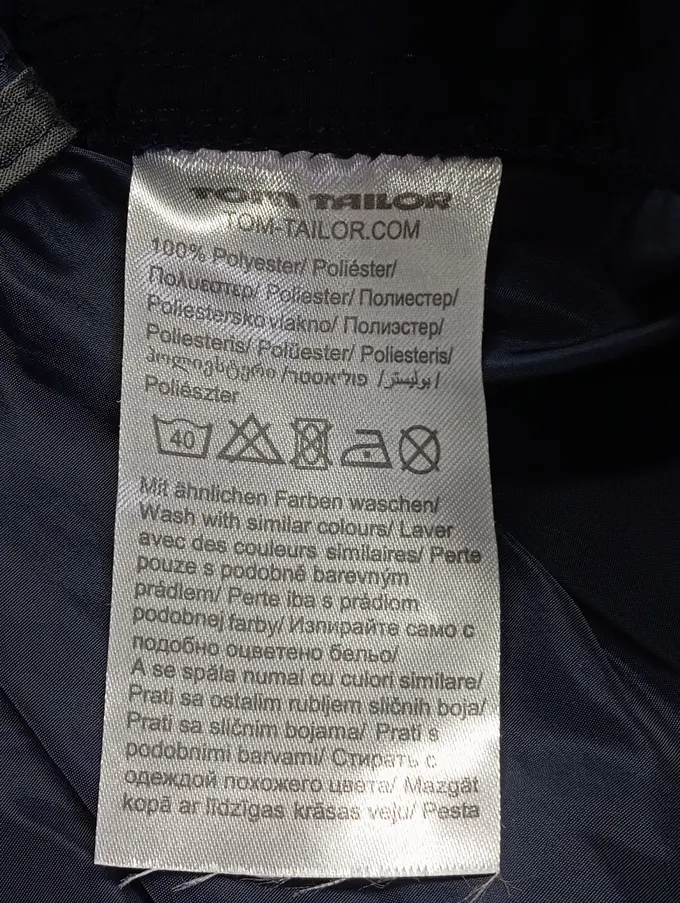 TOM TAILOR
TOM-TAILOR.COM
100% Polyester/ Poliéster/
Πολυεστερ/ Poliester/ Полиестер/
Poliestersko vlakno/ Полиэстер/
Poliesteris/ Polüester/ Poliesteris/
პოლიესტერი /פוליאסטר /بوليستر/
Poliészter
40
Mit ähnlichen Farben waschen/
Wash with similar colours/ Laver
avec des couleurs similaires/ Perte
pouze s podobně barevným
prádlem/ Perte iba s prádlom
podobnej farby/ Изпирайте само с
подобно оцветено бельо/
A se spăla numai cu culori similare/
Prati sa ostalim rubljem sličnih boja/
Prati sa sličnim bojama/ Prati s
podobnimi barvami/ Стирать с
одеждой похожего цвета/ Mazgāt
kopā ar līdzīgas krāsas veļu/ Pesta